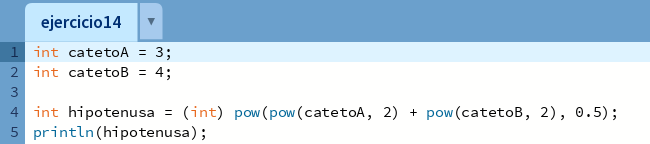 ejercicio14 ▼
1 int catetoA = 3;
2 int catetoB = 4;
3
4 int hipotenusa = (int) pow(pow(catetoA, 2) + pow(catetoB, 2), 0.5);
5 println(hipotenusa);